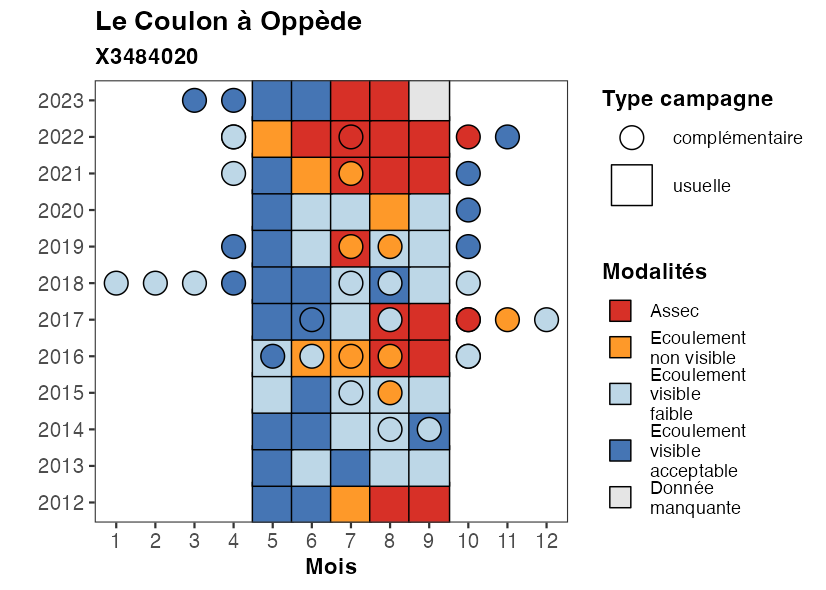 Le Coulon à Oppède
X3484020
2023
2022
2021
2020
2019
2018
2017
2016
2015
2014
2013
2012
1 2 3 4 5 6 7 8 9 10 11 12
Mois
Type campagne
complémentaire
usuelle
Modalités
Assec
Ecoulement
non visible
Ecoulement
visible
faible
Ecoulement
visible
acceptable
Donnée
manquante